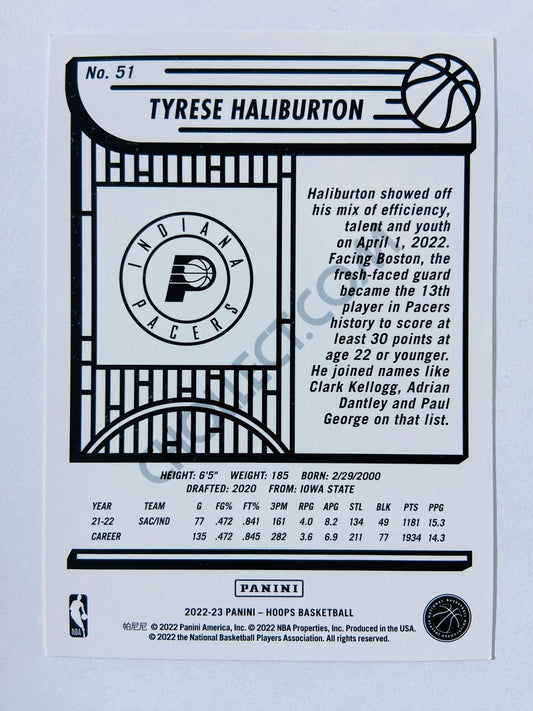 No. 51
TYRESE HALIBURTON
INDIANA
PACERS
Haliburton showed off
his mix of efficiency,
talent and youth
on April 1, 2022.
Facing Boston, the
fresh-faced guard
became the 13th
player in Pacers
history to score at
least 30 points at
age 22 or younger.
He joined names like
Clark Kellogg, Adrian
Dantley and Paul
George on that list.
HEIGHT: 6'5" WEIGHT: 185 BORN: 2/29/2000
DRAFTED: 2020 FROM: IOWA STATE
YEAR TEAM G FG% FT% 3PM RPG APG STL BLK PTS PPG
21-22 SAC/IND 77 .472 .841 161 4.0 8.2 134 49 1181 15.3
CAREER 135 .472 .845 282 3.6 6.9 211 77 1934 14.3
PANINI
2022-23 PANINI – HOOPS BASKETBALL
帕尼尼 © 2022 Panini America, Inc. © 2022 NBA Properties, Inc. Produced in the USA.
© 2022 the National Basketball Players Association. All rights reserved.
NBA